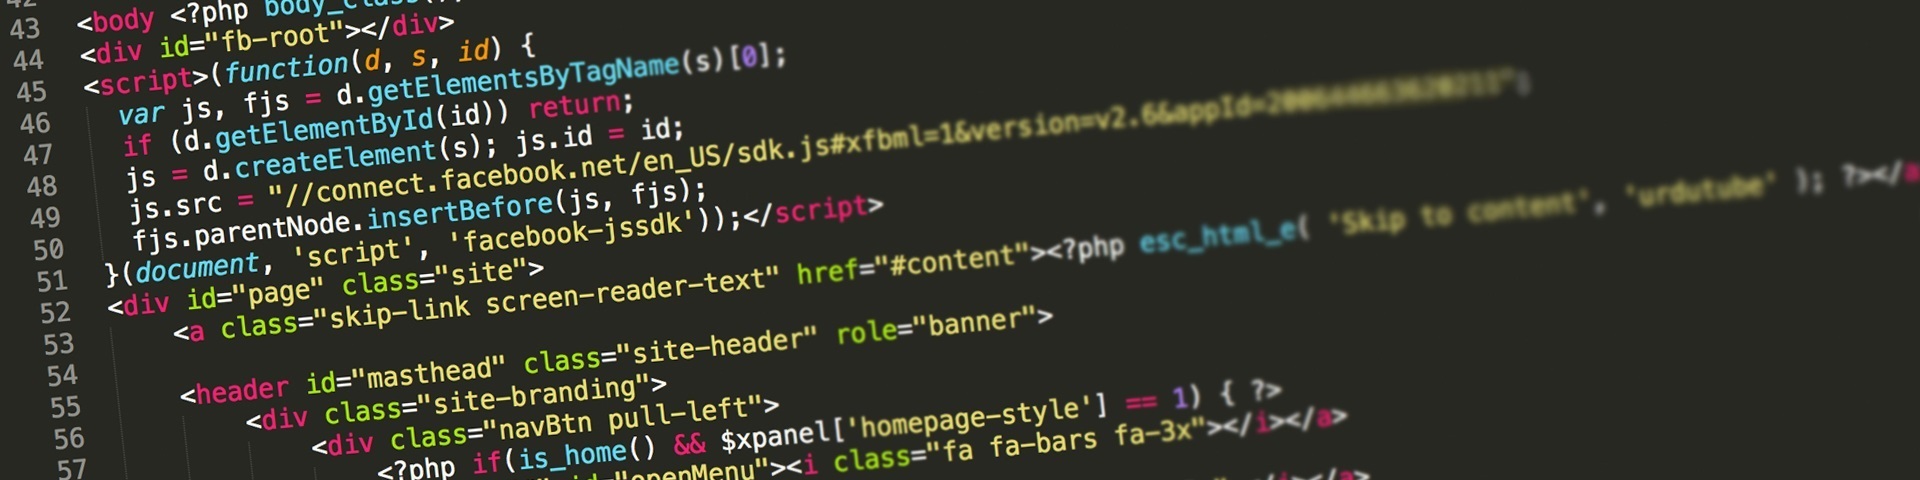 42
43 <body <?php body_class();
44 <div id="fb-root"></div>
45 <script>(function(d, s, id) {
46 var js, fjs = d.getElementsByTagName(s)[0];
47 if (d.getElementById(id)) return;
48 js = d.createElement(s); js.id = id;
49 js.src = "//connect.facebook.net/en_US/sdk.js#xfbml=1&version=v2.6&appId=
50 fjs.parentNode.insertBefore(js, fjs);
51 }(document, 'script', 'facebook-jssdk'));</script>
52 <div id="page" class="site">
53 <a class="skip-link screen-reader-text" href="#content"><?php esc_html_e( 'Skip to content', 'urdutube' ); ?></a
54
55 <header id="masthead" class="site-header" role="banner">
56 <div class="site-branding">
57 <div class="navBtn pull-left">
<?php if(is_home() && $xpanel['homepage-style'] == 1) { ?>
id="openMenu"><i class="fa fa-bars fa-3x"></i></a>